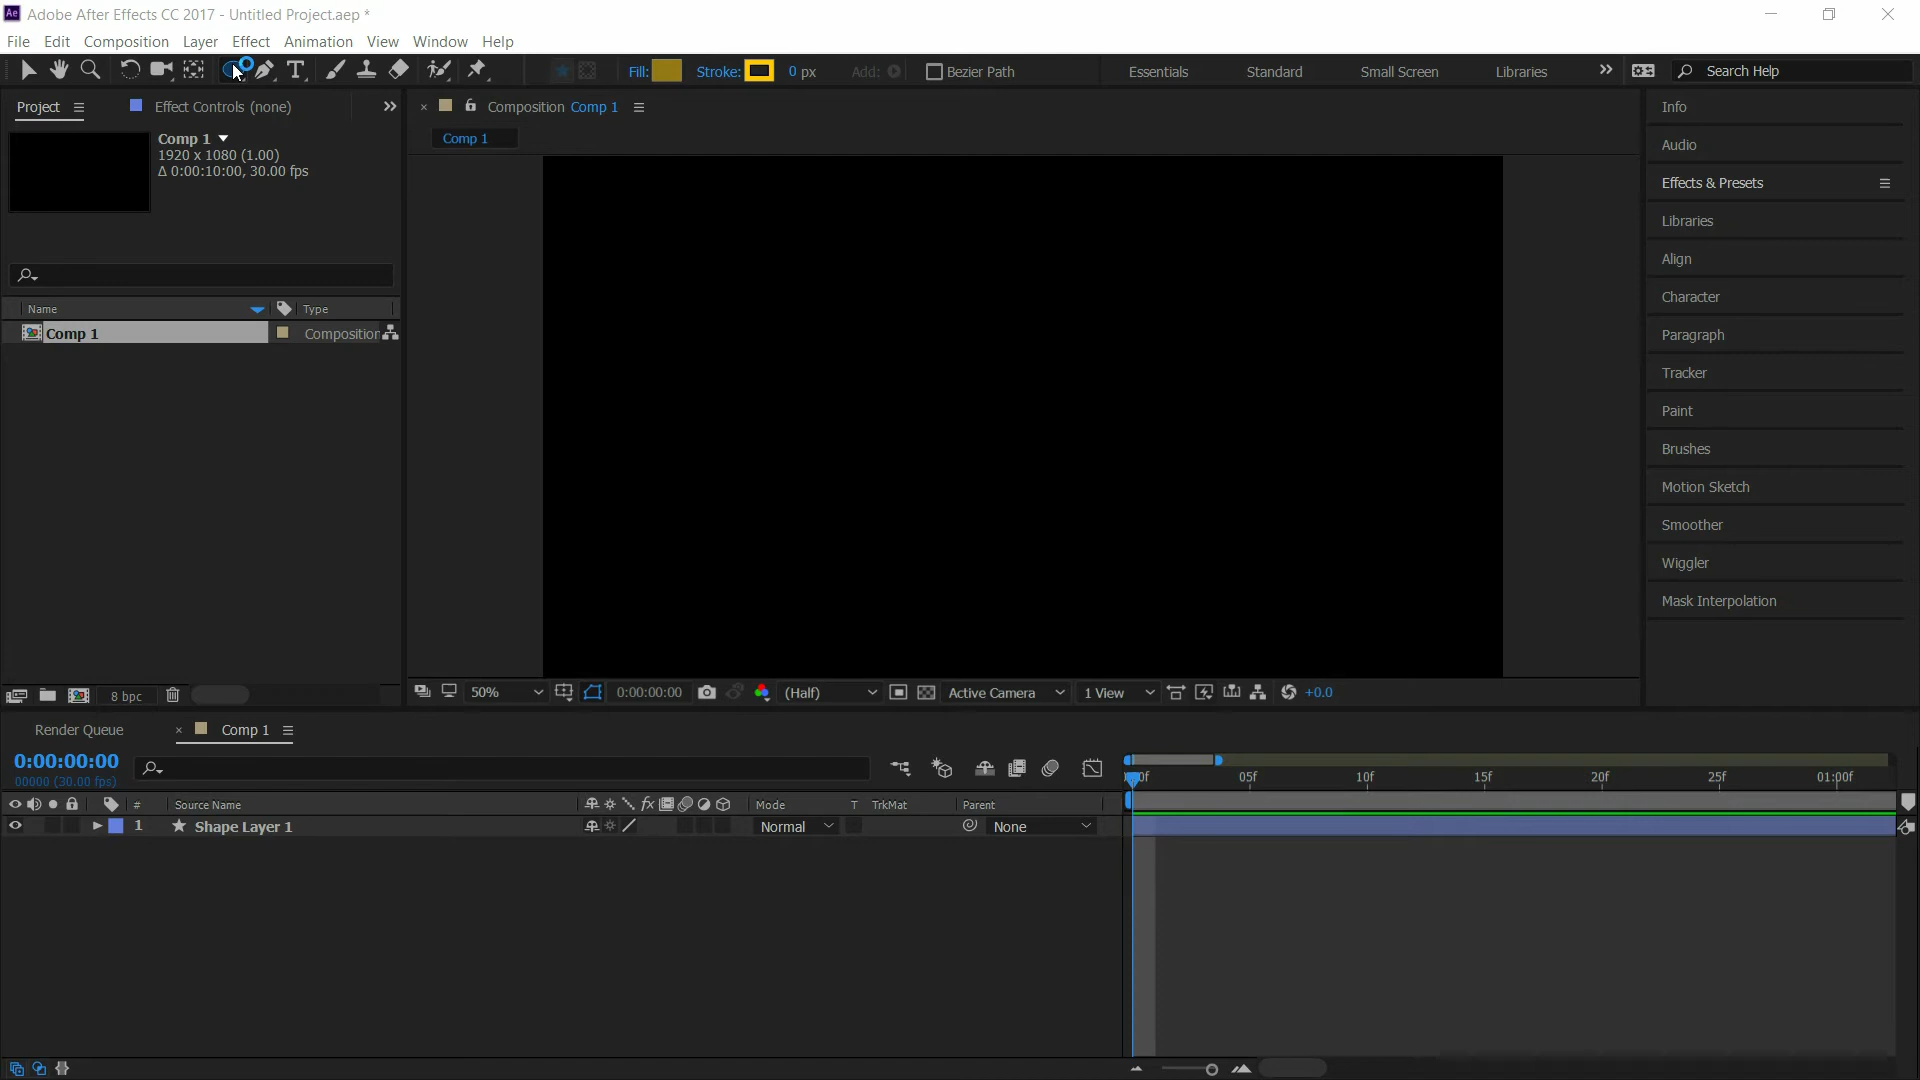 Ae Adobe After Effects CC 2017 - Untitled Project.aep *
File Edit Composition Layer Effect Animation View Window Help
T Fill: Stroke: 0 px Add: Bezier Path Essentials Standard Small Screen Libraries Search Help
Project Effect Controls (none)
Comp 1
1920 x 1080 (1.00)
Δ 0:00:10:00, 30.00 fps
Name Type
Comp 1 Composition
8 bpc
Composition Comp 1
Comp 1
50% 0:00:00:00 (Half) Active Camera 1 View +0.0
Info
Audio
Effects & Presets
Libraries
Align
Character
Paragraph
Tracker
Paint
Brushes
Motion Sketch
Smoother
Wiggler
Mask Interpolation
Render Queue Comp 1
0:00:00:00
00000 (30.00 fps)
05f 10f 15f 20f 25f 01:00f
# Source Name fx Mode T TrkMat Parent
1 Shape Layer 1 Normal None